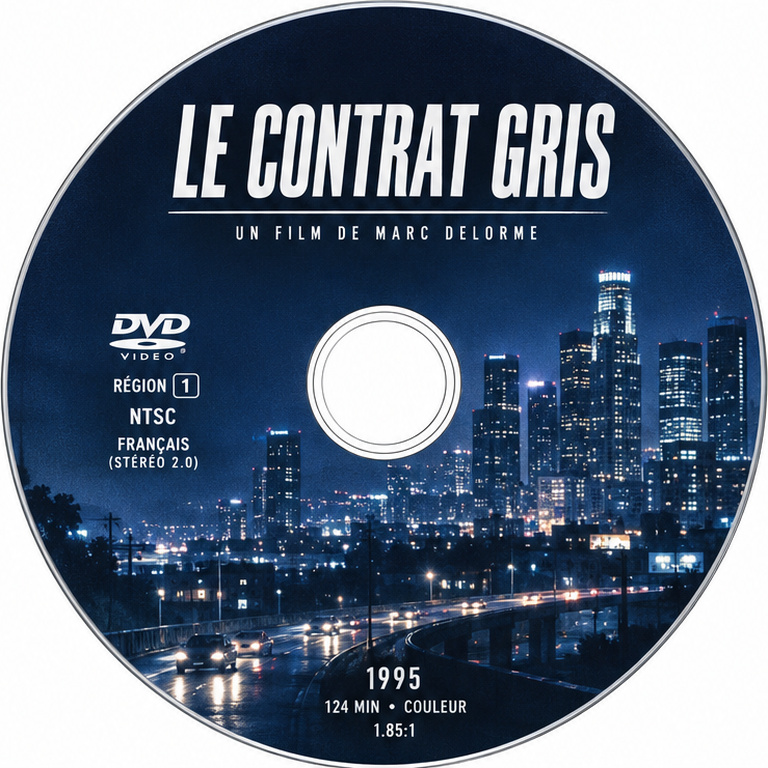 LE CONTRAT GRIS
UN FILM DE MARC DELORME
DVD
VIDEO
RÉGION 1
NTSC
FRANÇAIS
(STÉRÉO 2.0)
1995
124 MIN • COULEUR
1.85:1